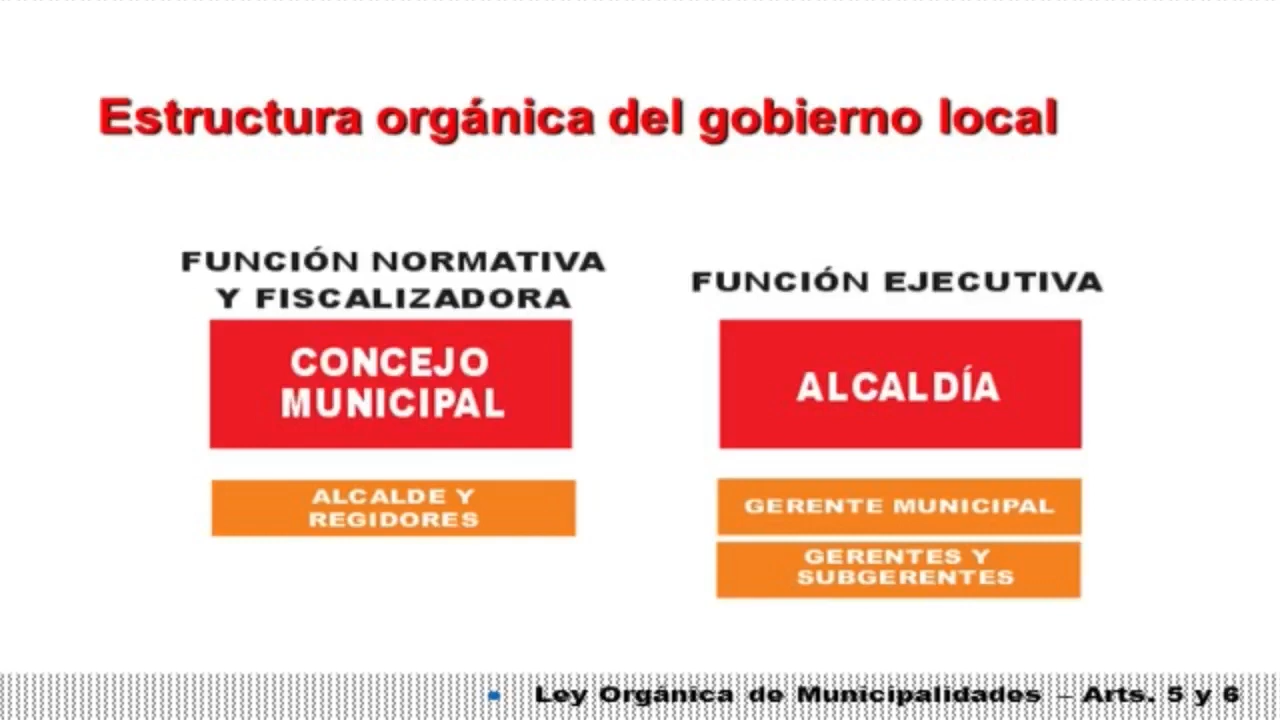 Estructura orgánica del gobierno local
FUNCIÓN NORMATIVA
Y FISCALIZADORA
CONCEJO
MUNICIPAL
ALCALDE Y
REGIDORES
FUNCIÓN EJECUTIVA
ALCALDÍA
GERENTE MUNICIPAL
GERENTES Y
SUBGERENTES
Ley Orgánica de Municipalidades – Arts. 5 y 6